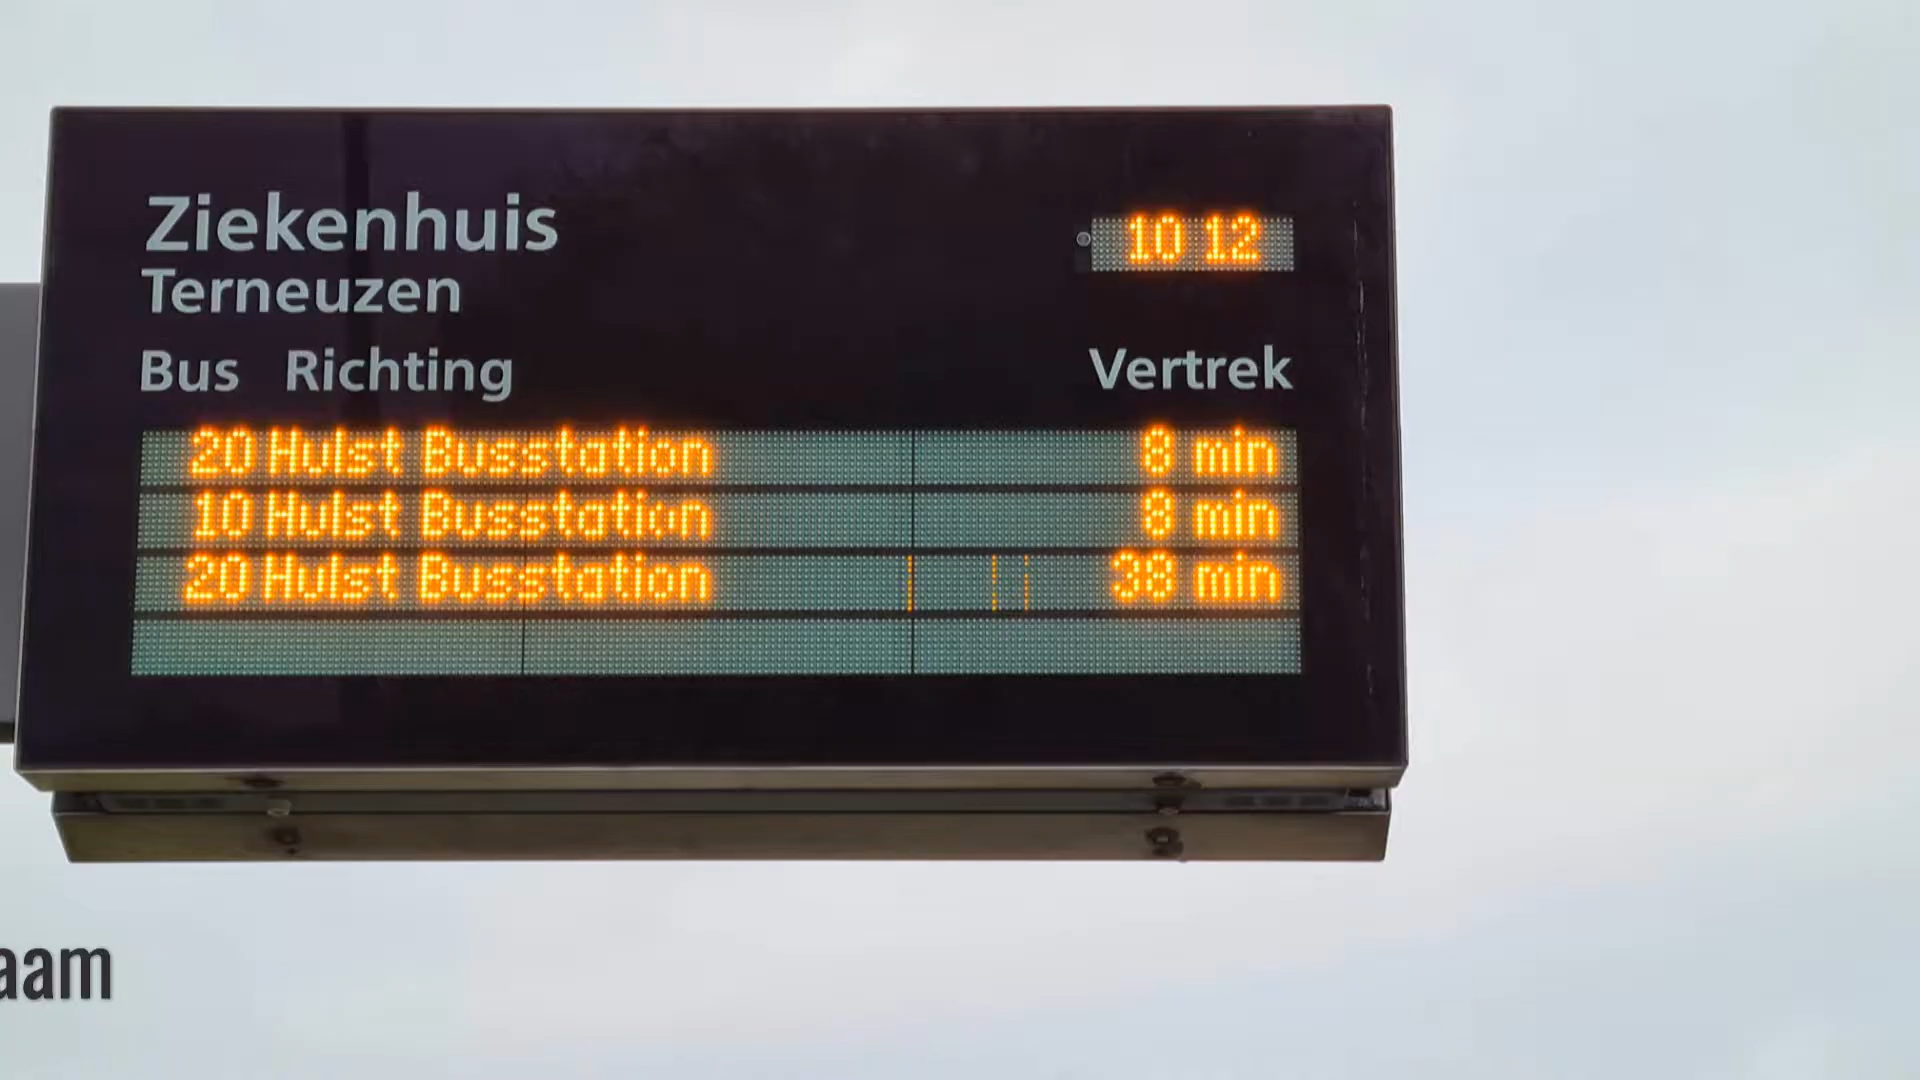 Ziekenhuis
10 12
Terneuzen
Bus Richting Vertrek
20 Hulst Busstation 8 min
10 Hulst Busstation 8 min
20 Hulst Busstation 38 min
aam